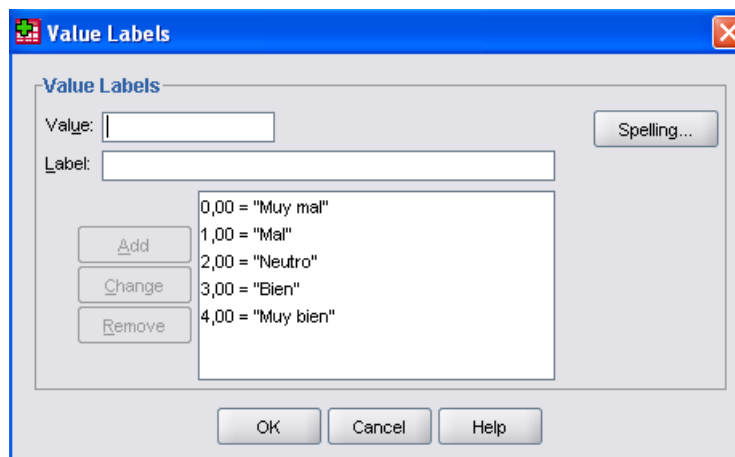 Value Labels
Value Labels
Value:
Spelling...
Label:
0,00 = "Muy mal"
1,00 = "Mal"
2,00 = "Neutro"
3,00 = "Bien"
4,00 = "Muy bien"
Add
Change
Remove
OK Cancel Help